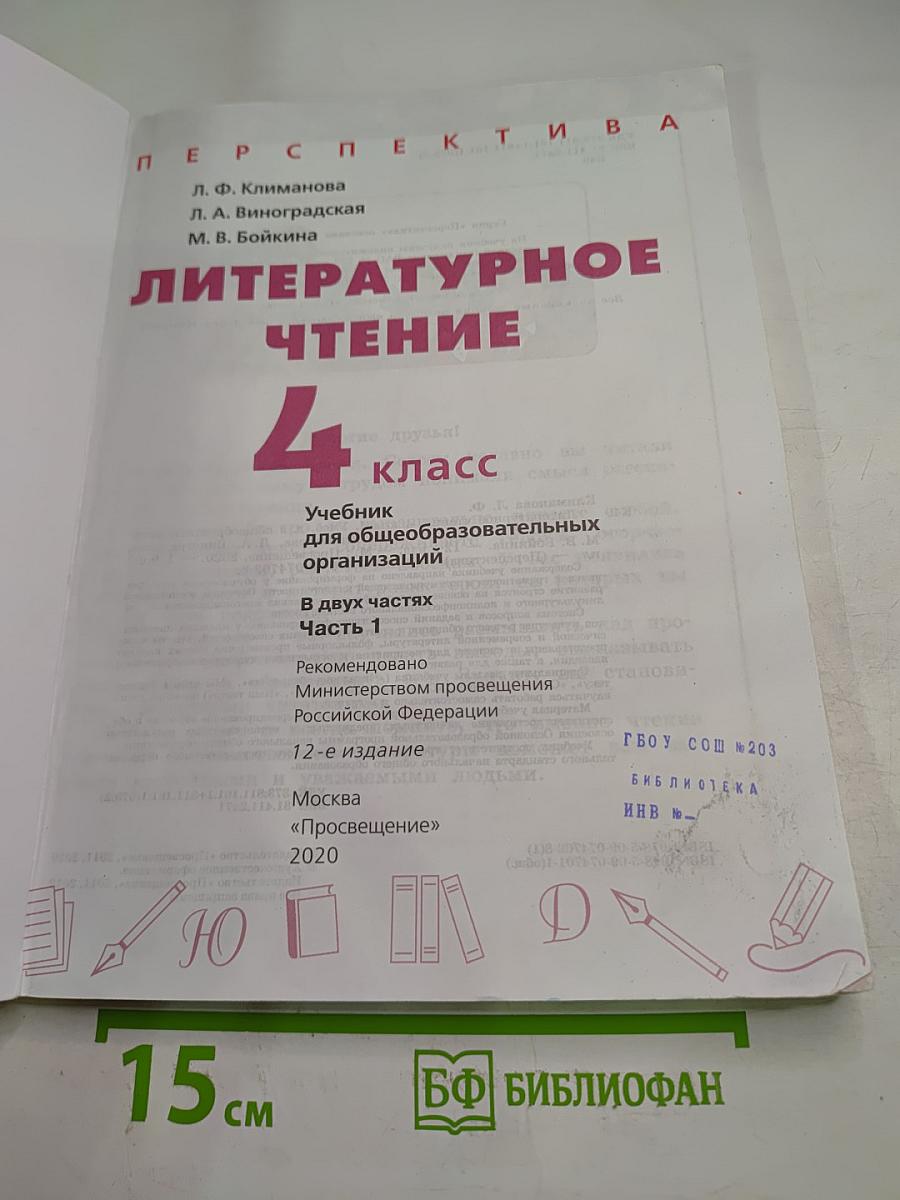 ПЕРСПЕКТИВА
Л. Ф. Климанова
Л. А. Виноградская
М. В. Бойкина
ЛИТЕРАТУРНОЕ
ЧТЕНИЕ
4 класс
Учебник
для общеобразовательных
организаций
В двух частях
Часть 1
Рекомендовано
Министерством просвещения
Российской Федерации
12-е издание
Москва
«Просвещение»
2020
ГБОУ СОШ №203
БИБЛИОТЕКА
ИНВ №
Ю
Д
15 см
БФ БИБЛИОФАН